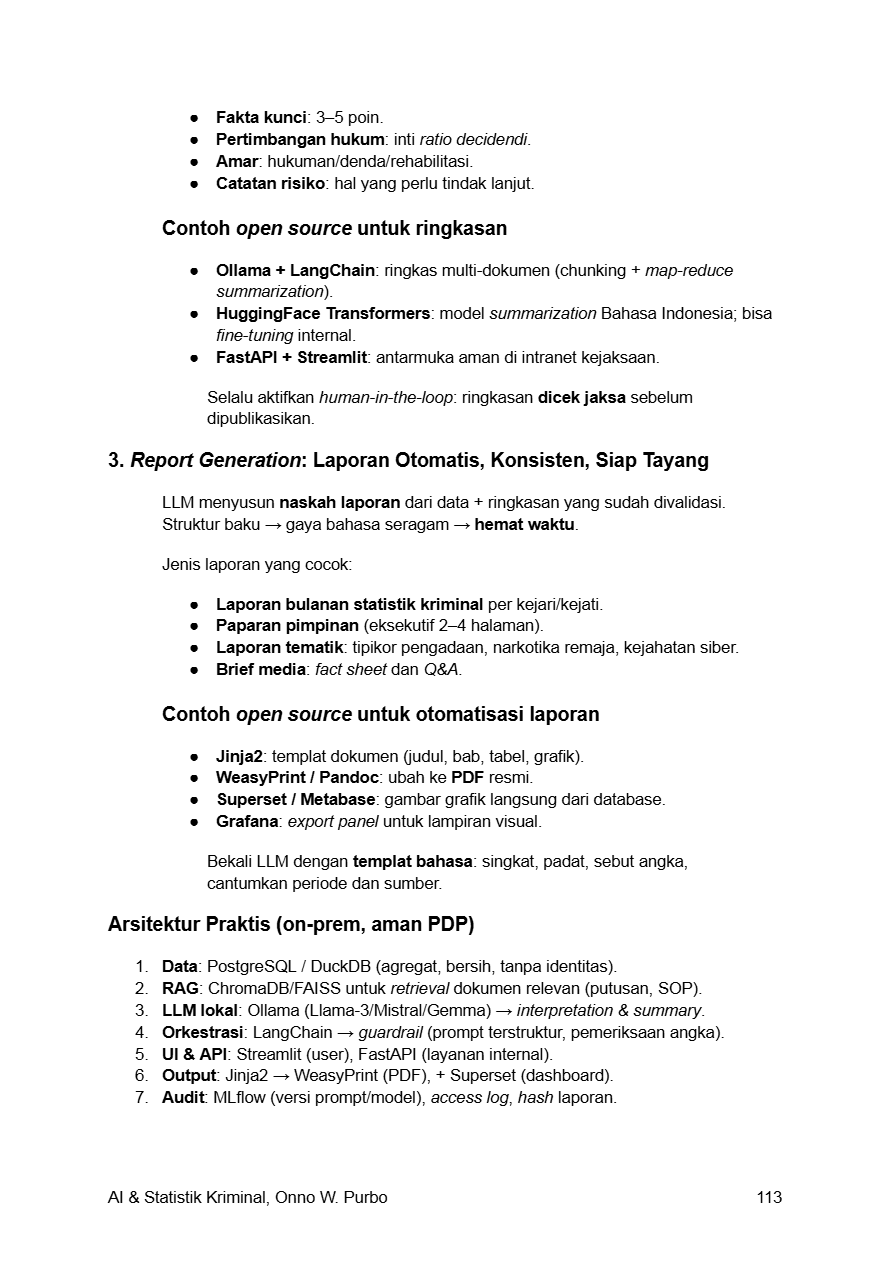 ● Fakta kunci: 3–5 poin.
● Pertimbangan hukum: inti ratio decidendi.
● Amar: hukuman/denda/rehabilitasi.
● Catatan risiko: hal yang perlu tindak lanjut.
Contoh open source untuk ringkasan
● Ollama + LangChain: ringkas multi-dokumen (chunking + map-reduce
summarization).
● HuggingFace Transformers: model summarization Bahasa Indonesia; bisa
fine-tuning internal.
● FastAPI + Streamlit: antarmuka aman di intranet kejaksaan.
Selalu aktifkan human-in-the-loop: ringkasan dicek jaksa sebelum
dipublikasikan.
3. Report Generation: Laporan Otomatis, Konsisten, Siap Tayang
LLM menyusun naskah laporan dari data + ringkasan yang sudah divalidasi.
Struktur baku → gaya bahasa seragam → hemat waktu.
Jenis laporan yang cocok:
● Laporan bulanan statistik kriminal per kejari/kejati.
● Paparan pimpinan (eksekutif 2–4 halaman).
● Laporan tematik: tipikor pengadaan, narkotika remaja, kejahatan siber.
● Brief media: fact sheet dan Q&A.
Contoh open source untuk otomatisasi laporan
● Jinja2: templat dokumen (judul, bab, tabel, grafik).
● WeasyPrint / Pandoc: ubah ke PDF resmi.
● Superset / Metabase: gambar grafik langsung dari database.
● Grafana: export panel untuk lampiran visual.
Bekali LLM dengan templat bahasa: singkat, padat, sebut angka,
cantumkan periode dan sumber.
Arsitektur Praktis (on-prem, aman PDP)
1. Data: PostgreSQL / DuckDB (agregat, bersih, tanpa identitas).
2. RAG: ChromaDB/FAISS untuk retrieval dokumen relevan (putusan, SOP).
3. LLM lokal: Ollama (Llama-3/Mistral/Gemma) → interpretation & summary.
4. Orkestrasi: LangChain → guardrail (prompt terstruktur, pemeriksaan angka).
5. UI & API: Streamlit (user), FastAPI (layanan internal).
6. Output: Jinja2 → WeasyPrint (PDF), + Superset (dashboard).
7. Audit: MLflow (versi prompt/model), access log, hash laporan.
AI & Statistik Kriminal, Onno W. Purbo 113